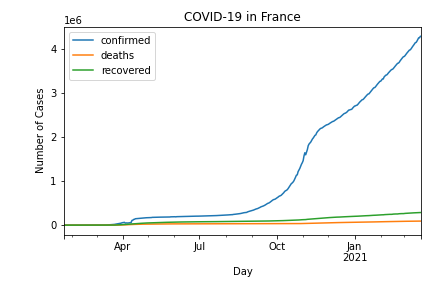 COVID-19 in France
1e6
confirmed
deaths
recovered
4
3
2
1
0
Number of Cases
Apr
Jul
Oct
Jan
2021
Day